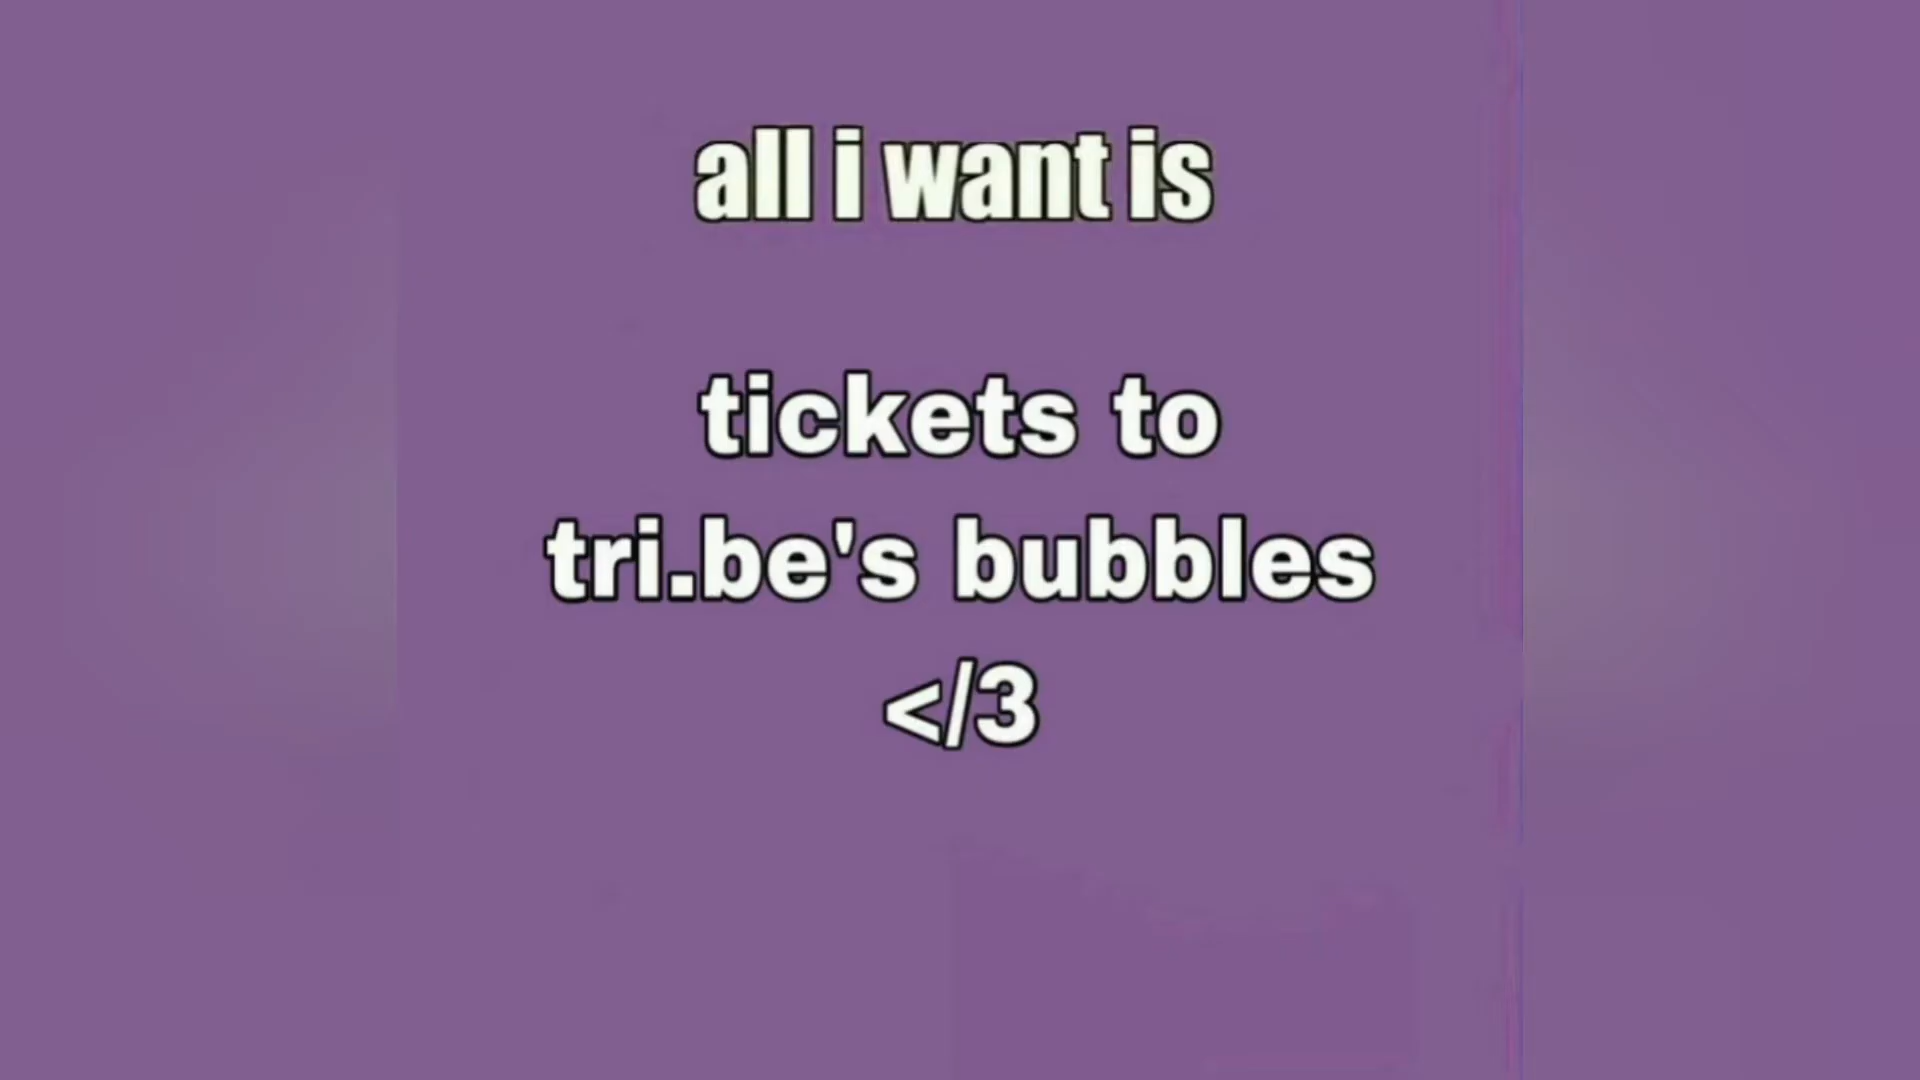 all i want is
tickets to
tri.be's bubbles
</3